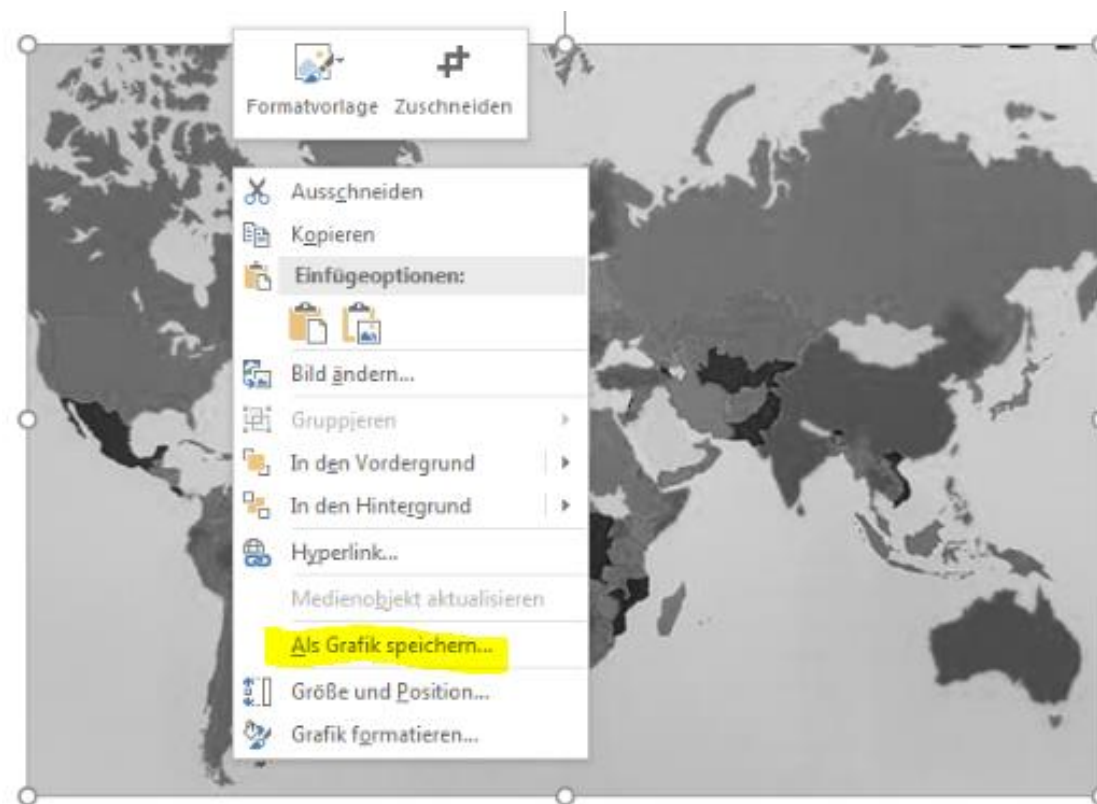 Formatvorlage Zuschneiden
Ausschneiden
Kopieren
Einfügeoptionen:
Bild ändern...
Gruppieren
In den Vordergrund
In den Hintergrund
Hyperlink...
Medienobjekt aktualisieren
Als Grafik speichern...
Größe und Position...
Grafik formatieren...